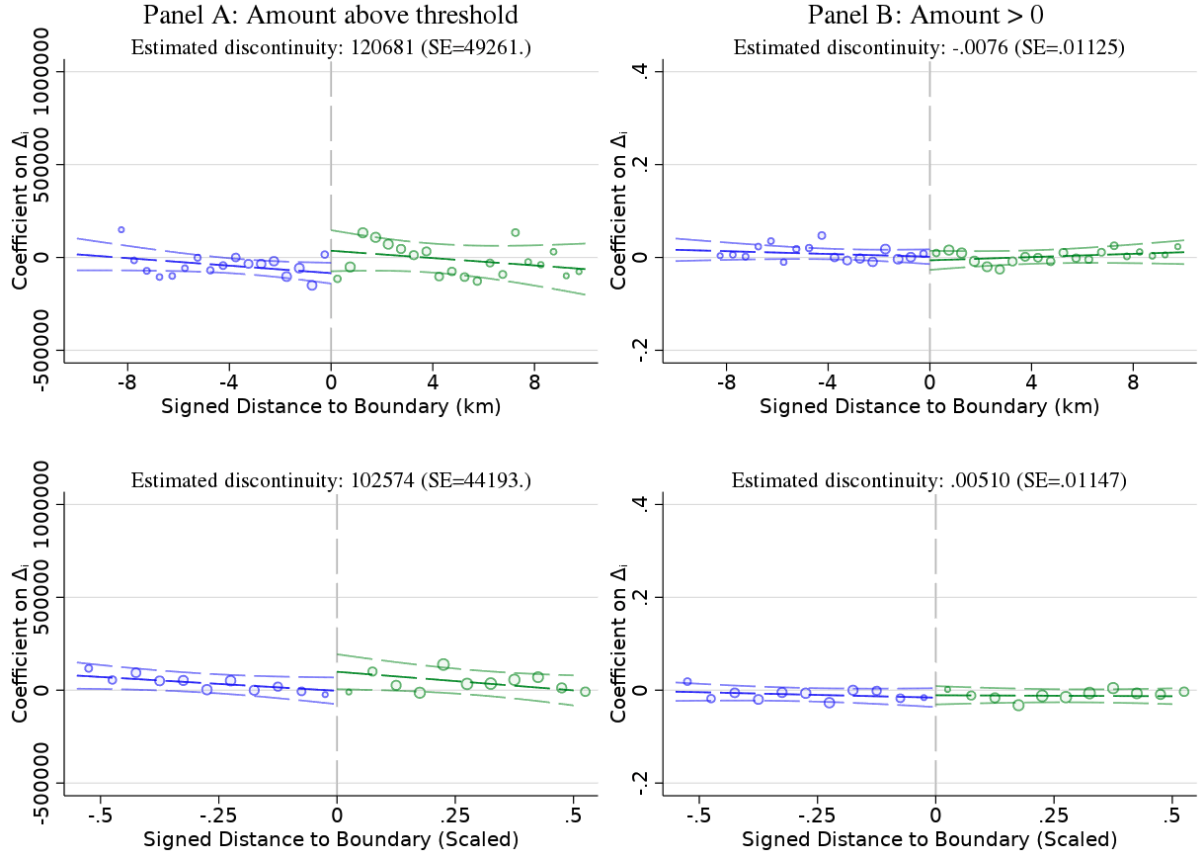 Panel A: Amount above threshold
Estimated discontinuity: 120681 (SE=49261.)
Coefficient on Δᵢ
1000000
500000
0
-500000
-8 -4 0 4 8
Signed Distance to Boundary (km)
Panel B: Amount > 0
Estimated discontinuity: -.0076 (SE=.01125)
Coefficient on Δᵢ
.4
.2
0
-.2
-8 -4 0 4 8
Signed Distance to Boundary (km)
Estimated discontinuity: 102574 (SE=44193.)
Coefficient on Δᵢ
1000000
500000
0
-500000
-.5 -.25 0 .25 .5
Signed Distance to Boundary (Scaled)
Estimated discontinuity: .00510 (SE=.01147)
Coefficient on Δᵢ
.4
.2
0
-.2
-.5 -.25 0 .25 .5
Signed Distance to Boundary (Scaled)